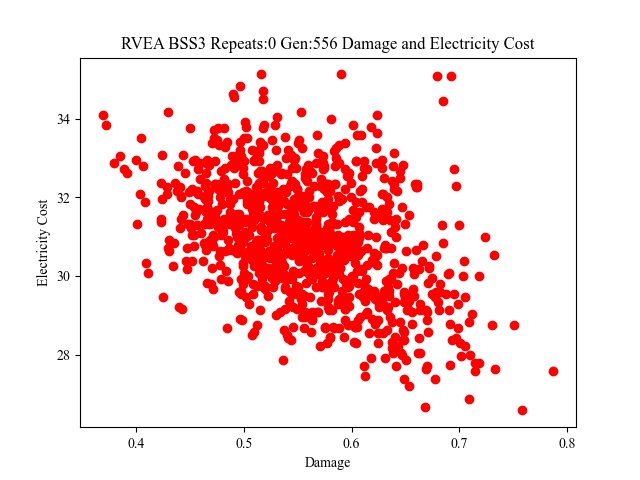 RVEA BSS3 Repeats:0 Gen:556 Damage and Electricity Cost
34
32
30
28
Electricity Cost
0.4 0.5 0.6 0.7 0.8
Damage